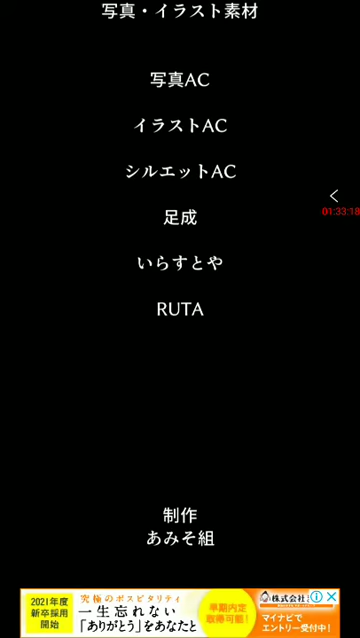 写真・イラスト素材
写真AC
イラストAC
シルエットAC
足成
いらすとや
RUTA
01:33:18
制作
あみそ組
2021年度
新卒採用
開始
究極のホスピタリティ
一生忘れない
「ありがとう」をあなたと
早期内定
取得可能！
株式会社
マイナビで
エントリー受付中！